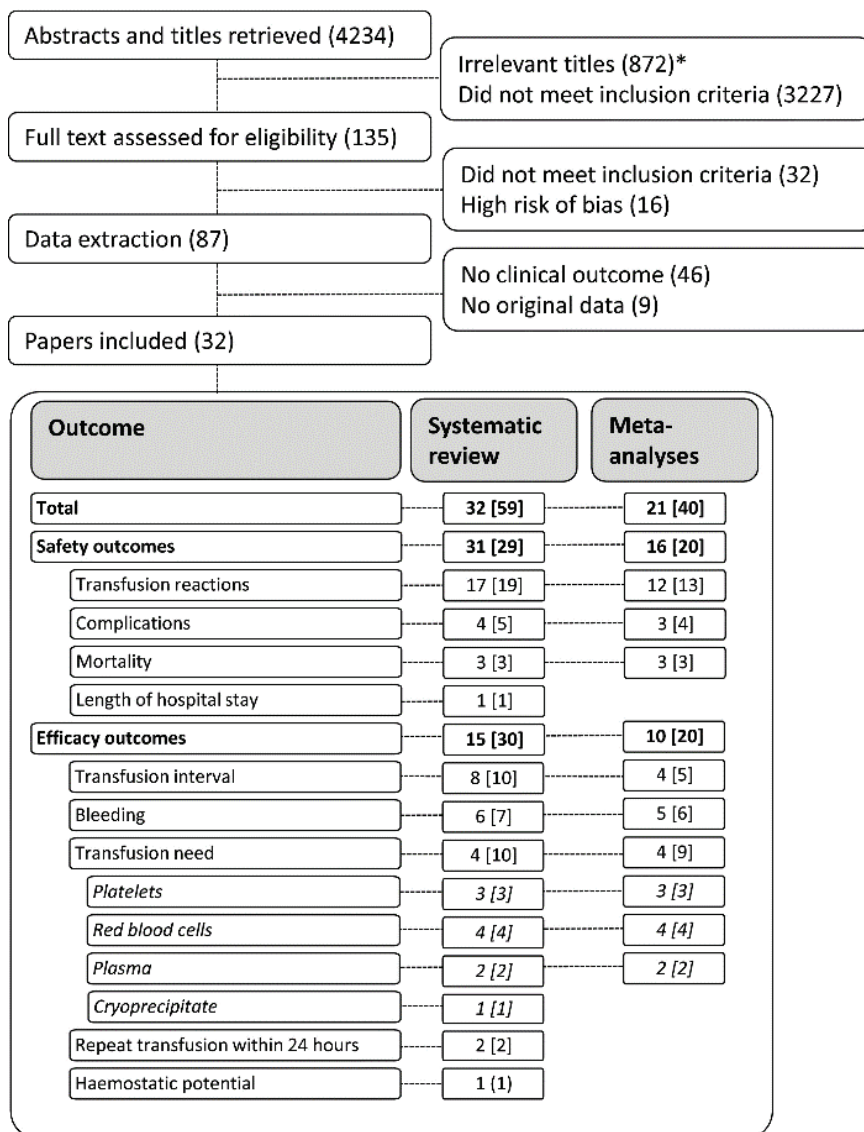 Abstracts and titles retrieved (4234)
Irrelevant titles (872)*
Did not meet inclusion criteria (3227)
Full text assessed for eligibility (135)
Did not meet inclusion criteria (32)
High risk of bias (16)
Data extraction (87)
No clinical outcome (46)
No original data (9)
Papers included (32)
Outcome
Systematic
review
Meta-
analyses
Total 32 [59] 21 [40]
Safety outcomes 31 [29] 16 [20]
Transfusion reactions 17 [19] 12 [13]
Complications 4 [5] 3 [4]
Mortality 3 [3] 3 [3]
Length of hospital stay 1 [1]
Efficacy outcomes 15 [30] 10 [20]
Transfusion interval 8 [10] 4 [5]
Bleeding 6 [7] 5 [6]
Transfusion need 4 [10] 4 [9]
Platelets 3 [3] 3 [3]
Red blood cells 4 [4] 4 [4]
Plasma 2 [2] 2 [2]
Cryoprecipitate 1 [1]
Repeat transfusion within 24 hours 2 [2]
Haemostatic potential 1 (1)